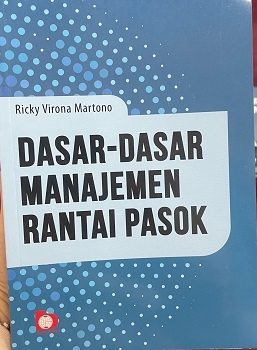 Ricky Virona Martono
DASAR-DASAR
MANAJEMEN
RANTAI PASOK